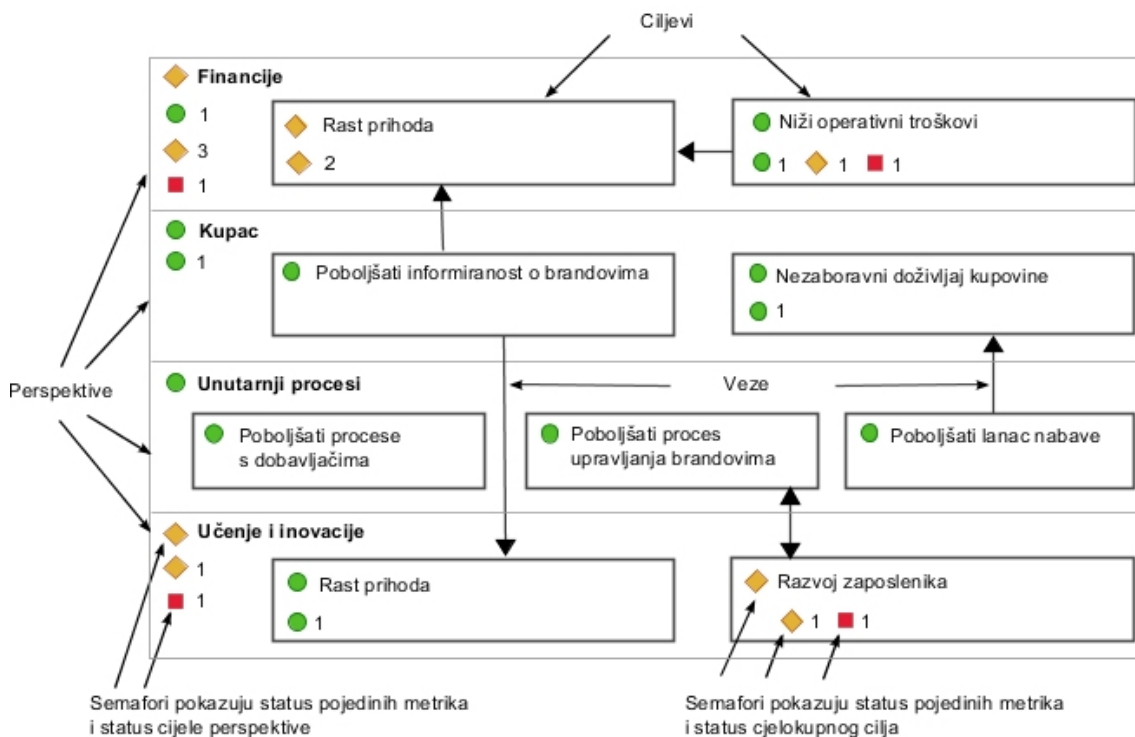 Ciljevi
Financije
1
3
1
Rast prihoda
2
Niži operativni troškovi
1 1 1
Kupac
1
Poboljšati informiranost o brandovima
Nezaboravni doživljaj kupovine
1
Perspektive
Unutarnji procesi
Veze
Poboljšati procese
s dobavljačima
Poboljšati proces
upravljanja brandovima
Poboljšati lanac nabave
Učenje i inovacije
1
1
Rast prihoda
1
Razvoj zaposlenika
1 1
Semafori pokazuju status pojedinih metrika
i status cijele perspektive
Semafori pokazuju status pojedinih metrika
i status cjelokupnog cilja